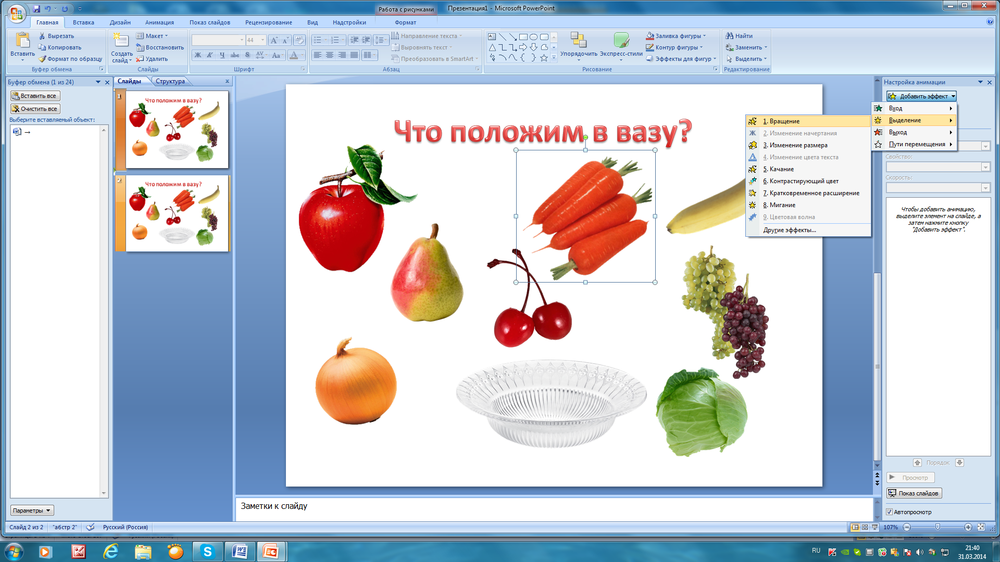 Работа с рисунками
Презентация1 - Microsoft PowerPoint
Главная Вставка Дизайн Анимация Показ слайдов Рецензирование Вид Надстройки Формат
Вставить
Вырезать
Копировать
Формат по образцу
Буфер обмена
Создать слайд
Макет
Восстановить
Удалить
Слайды
44
Шрифт
Направление текста
Выровнять текст
Преобразовать в SmartArt
Абзац
Упорядочить
Экспресс-стили
Заливка фигуры
Контур фигуры
Эффекты для фигур
Рисование
Найти
Заменить
Выделить
Редактирование
Буфер обмена (1 из 24)
Вставить все
Очистить все
Выберите вставляемый объект:
→
Параметры
Слайды Структура
1
Что положим в вазу?
2
Что положим в вазу?
Что положим в вазу?
Заметки к слайду
Настройка анимации
Добавить эффект
Вход
Выделение
Выход
Пути перемещения
1. Вращение
2. Изменение начертания
3. Изменение размера
4. Изменение цвета текста
5. Качание
6. Контрастирующий цвет
7. Кратковременное расширение
8. Мигание
9. Цветовая волна
Другие эффекты...
Свойство:
Скорость:
Чтобы добавить анимацию,
выделите элемент на слайде, а
затем нажмите кнопку
"Добавить эффект".
Порядок
Просмотр
Показ слайдов
Автопросмотр
Слайд 2 из 2 "абстр 2" Русский (Россия) 107%
RU
21:40
31.03.2014